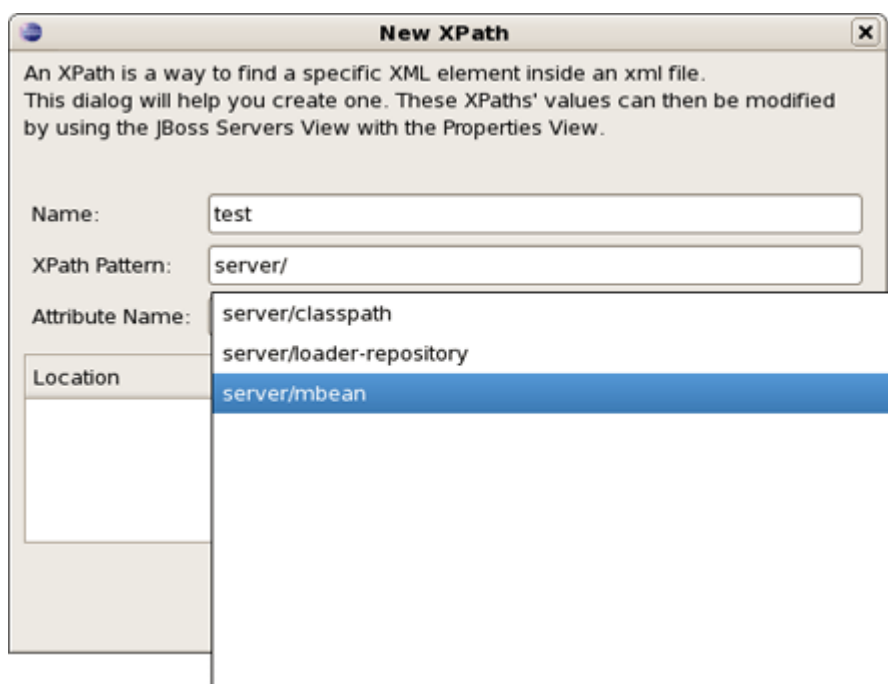 New XPath
An XPath is a way to find a specific XML element inside an xml file.
This dialog will help you create one. These XPaths' values can then be modified
by using the JBoss Servers View with the Properties View.
Name:
test
XPath Pattern:
server/
Attribute Name:
server/classpath
server/loader-repository
Location
server/mbean